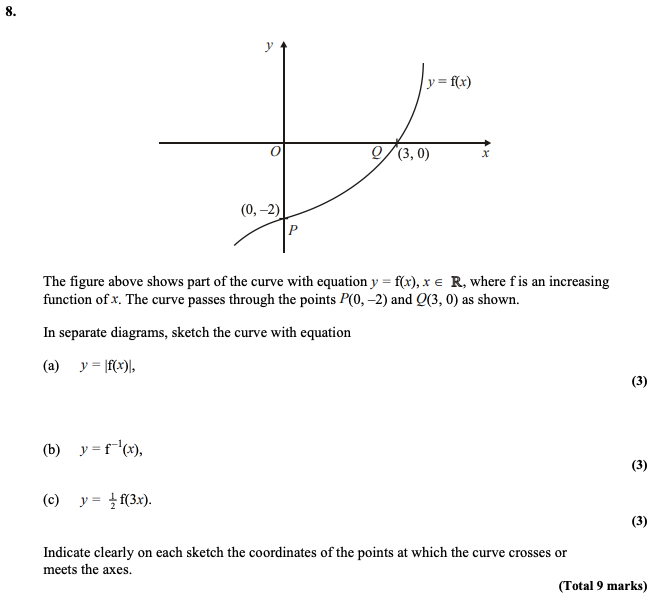 8.
y
y = f(x)
O
Q
(3, 0)
x
(0, –2)
P
The figure above shows part of the curve with equation y = f(x), x ∈ ℝ, where f is an increasing
function of x. The curve passes through the points P(0, –2) and Q(3, 0) as shown.
In separate diagrams, sketch the curve with equation
(a) y = |f(x)|,
(3)
(b) y = f⁻¹(x),
(3)
(c) y = ½ f(3x).
(3)
Indicate clearly on each sketch the coordinates of the points at which the curve crosses or
meets the axes.
(Total 9 marks)